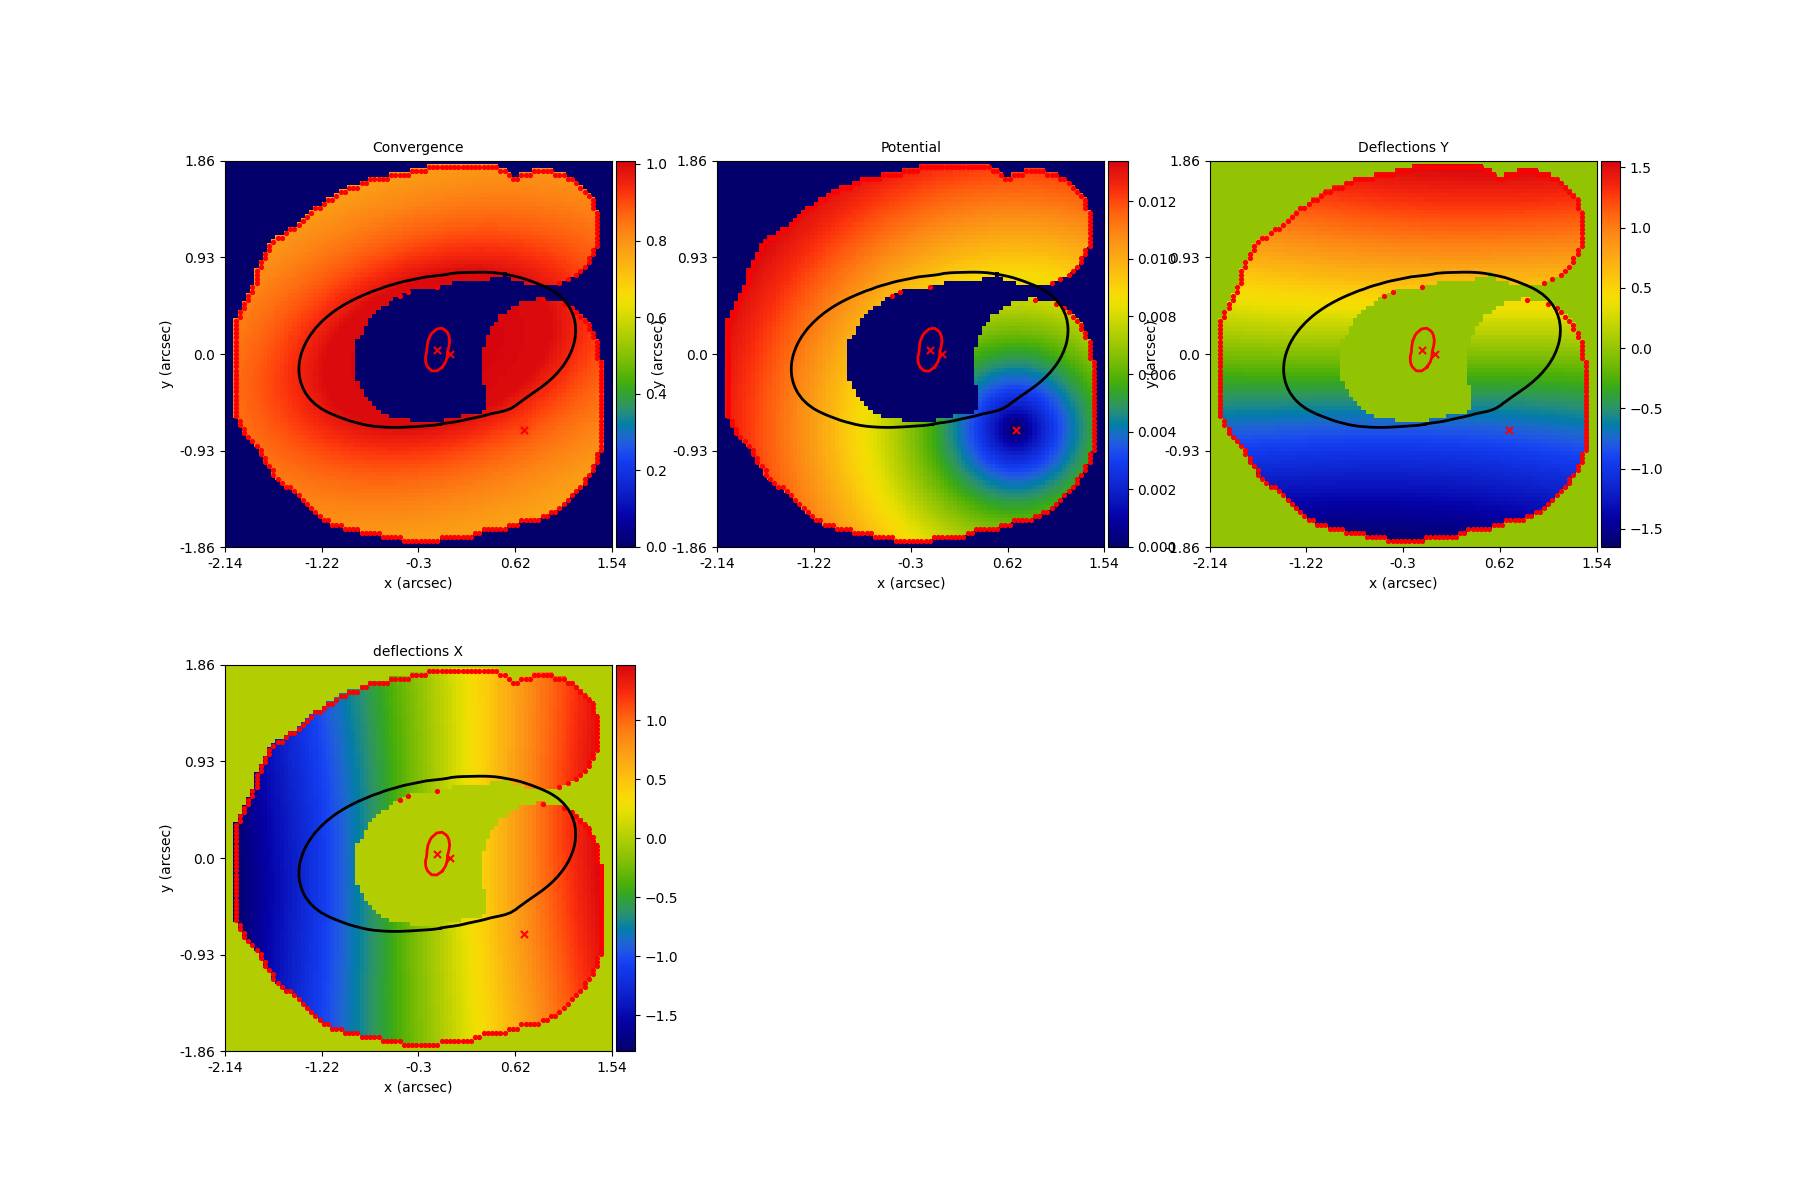 Convergence
1.86
0.93
0.0
-0.93
-1.86
y (arcsec)
-2.14 -1.22 -0.3 0.62 1.54
x (arcsec)
1.0
0.8
0.6
0.4
0.2
0.0
Potential
1.86
0.93
0.0
-0.93
-1.86
y (arcsec)
-2.14 -1.22 -0.3 0.62 1.54
x (arcsec)
0.012
0.010
0.008
0.006
0.004
0.002
0.000
Deflections Y
1.86
0.93
0.0
-0.93
-1.86
y (arcsec)
-2.14 -1.22 -0.3 0.62 1.54
x (arcsec)
1.5
1.0
0.5
0.0
−0.5
−1.0
−1.5
deflections X
1.86
0.93
0.0
-0.93
-1.86
y (arcsec)
-2.14 -1.22 -0.3 0.62 1.54
x (arcsec)
1.0
0.5
0.0
−0.5
−1.0
−1.5